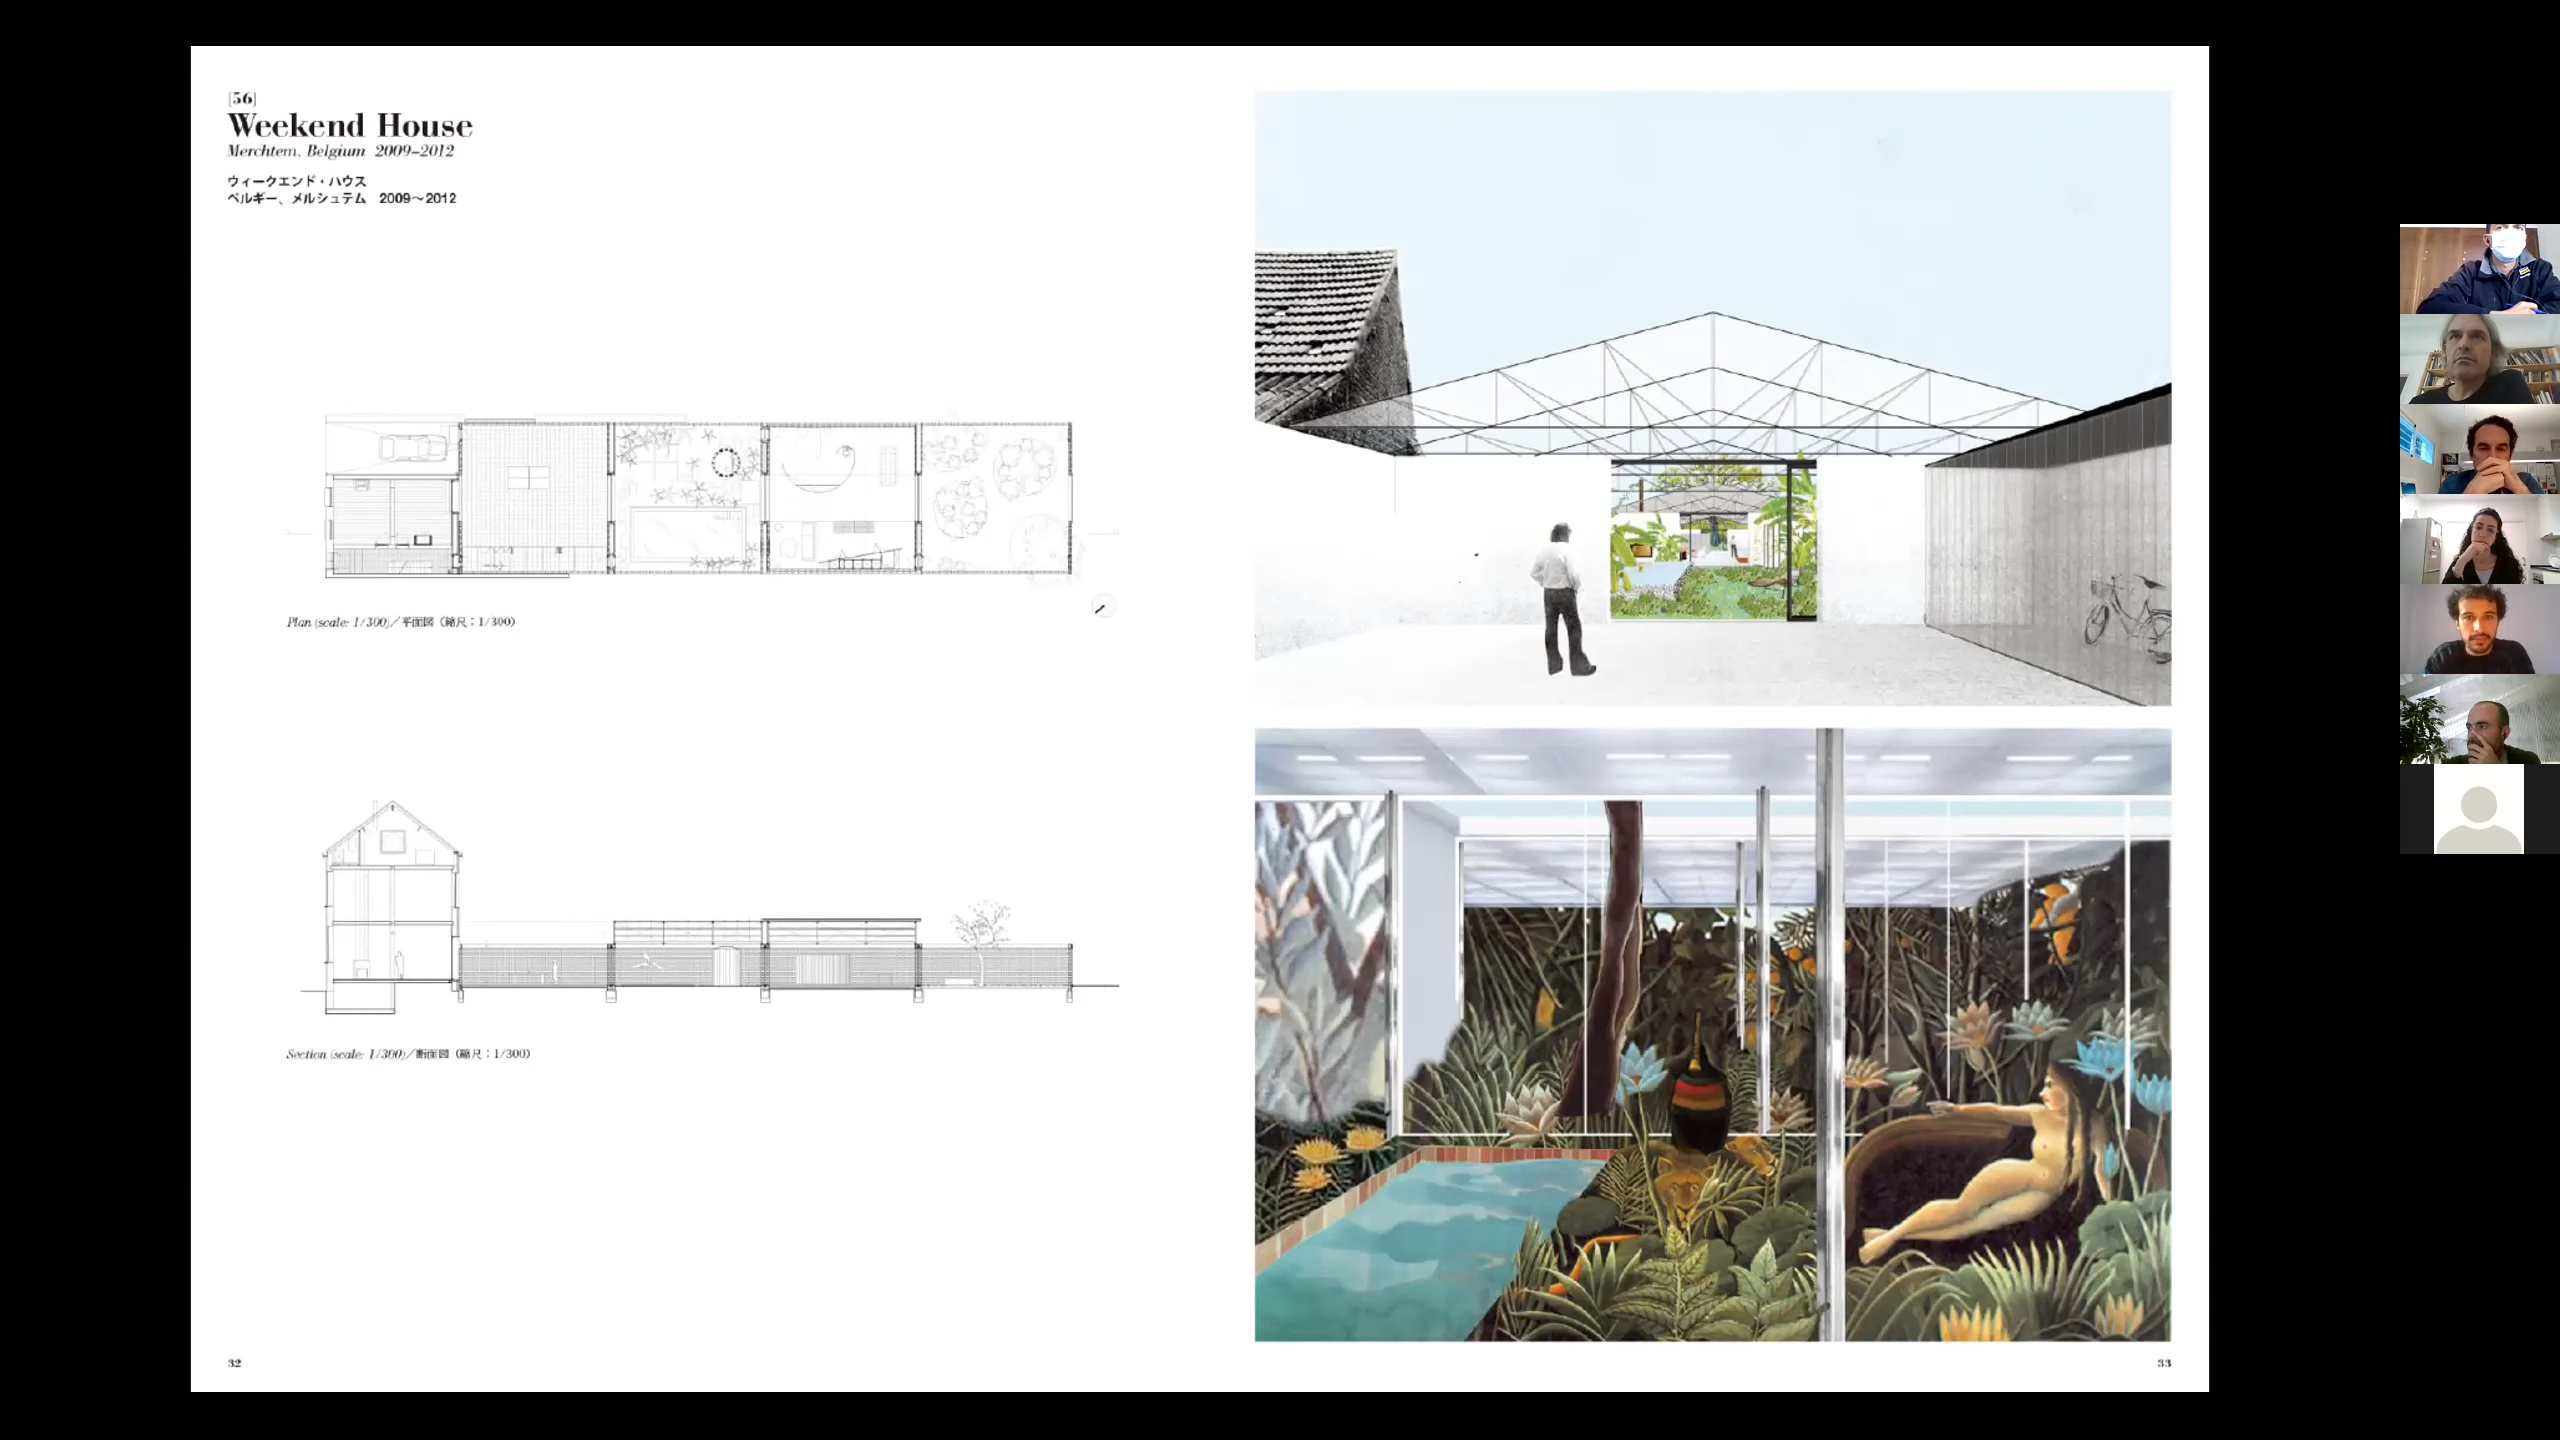 [56]
Weekend House
Merchtem, Belgium 2009–2012
ウィークエンド・ハウス
ベルギー、メルシュテム 2009〜2012
Plan (scale: 1/300)／平面図（縮尺：1/300）
Section (scale: 1/300)／断面図（縮尺：1/300）
32
33